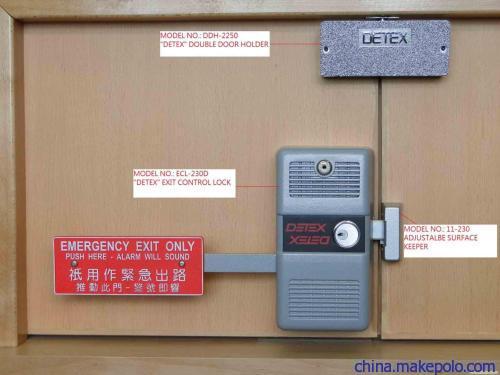 MODEL NO.: DDH-2250
"DETEX" DOUBLE DOOR HOLDER
DETEX
MODEL NO.: ECL-230D
"DETEX" EXIT CONTROL LOCK
DETEX
DETEX
MODEL NO.: 11-230
ADJUSTALBE SURFACE
KEEPER
EMERGENCY EXIT ONLY
PUSH HERE - ALARM WILL SOUND
祇用作緊急出路
推動此門-警號即響
china.makepolo.com